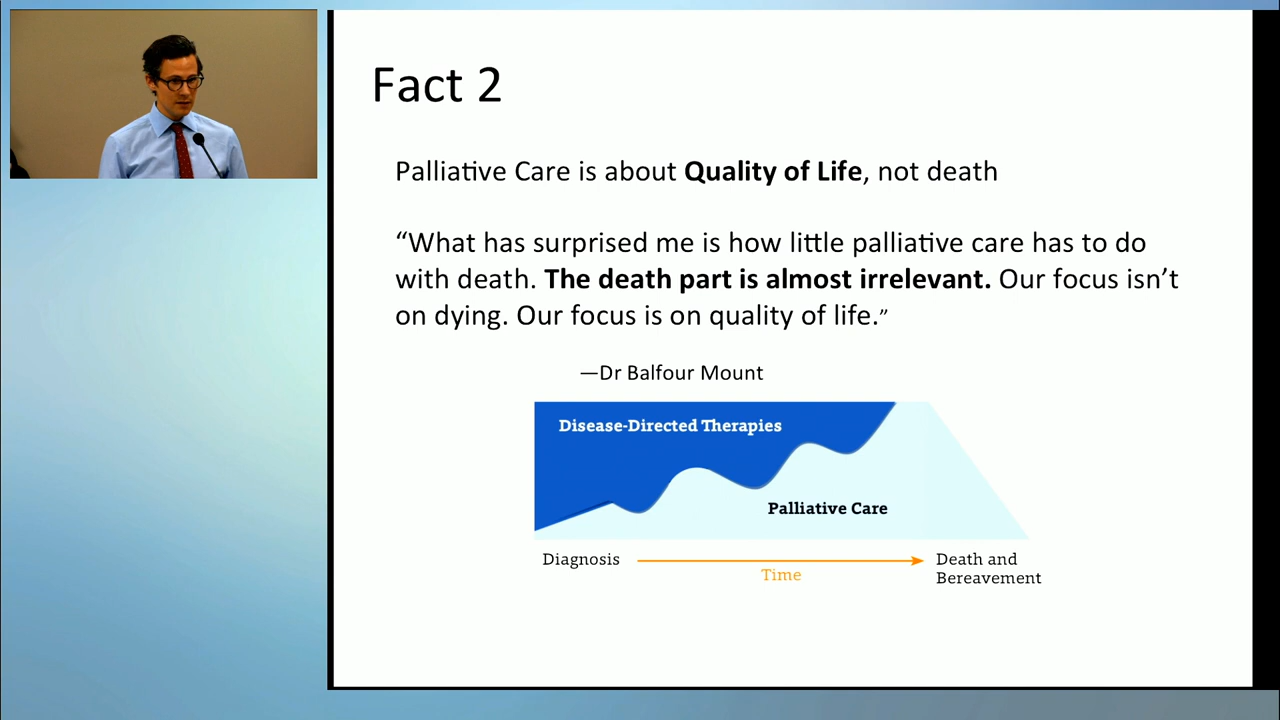 Fact 2
Palliative Care is about Quality of Life, not death
“What has surprised me is how little palliative care has to do
with death. The death part is almost irrelevant. Our focus isn’t
on dying. Our focus is on quality of life.”
—Dr Balfour Mount
Disease-Directed Therapies
Palliative Care
Diagnosis
Time
Death and
Bereavement